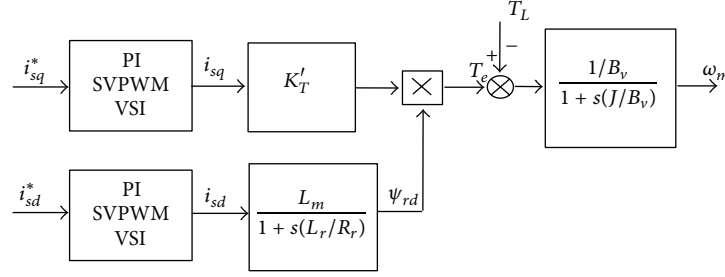 T_L
i*_sq
PI
SVPWM
VSI
i_sq
K′_T
×
T_e
+
−
1/B_v
1 + s(J/B_v)
ω_m
i*_sd
PI
SVPWM
VSI
i_sd
L_m
1 + s(L_r/R_r)
ψ_rd